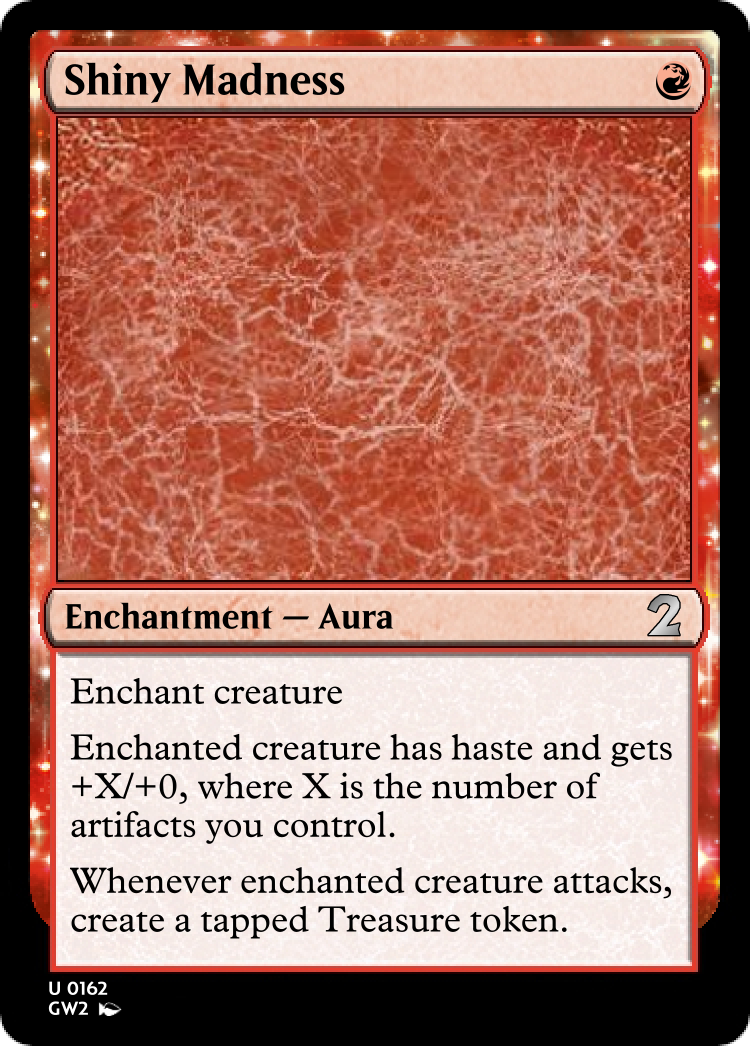 Shiny Madness
Enchantment — Aura
2
Enchant creature
Enchanted creature has haste and gets
+X/+0, where X is the number of
artifacts you control.
Whenever enchanted creature attacks,
create a tapped Treasure token.
U 0162
GW2